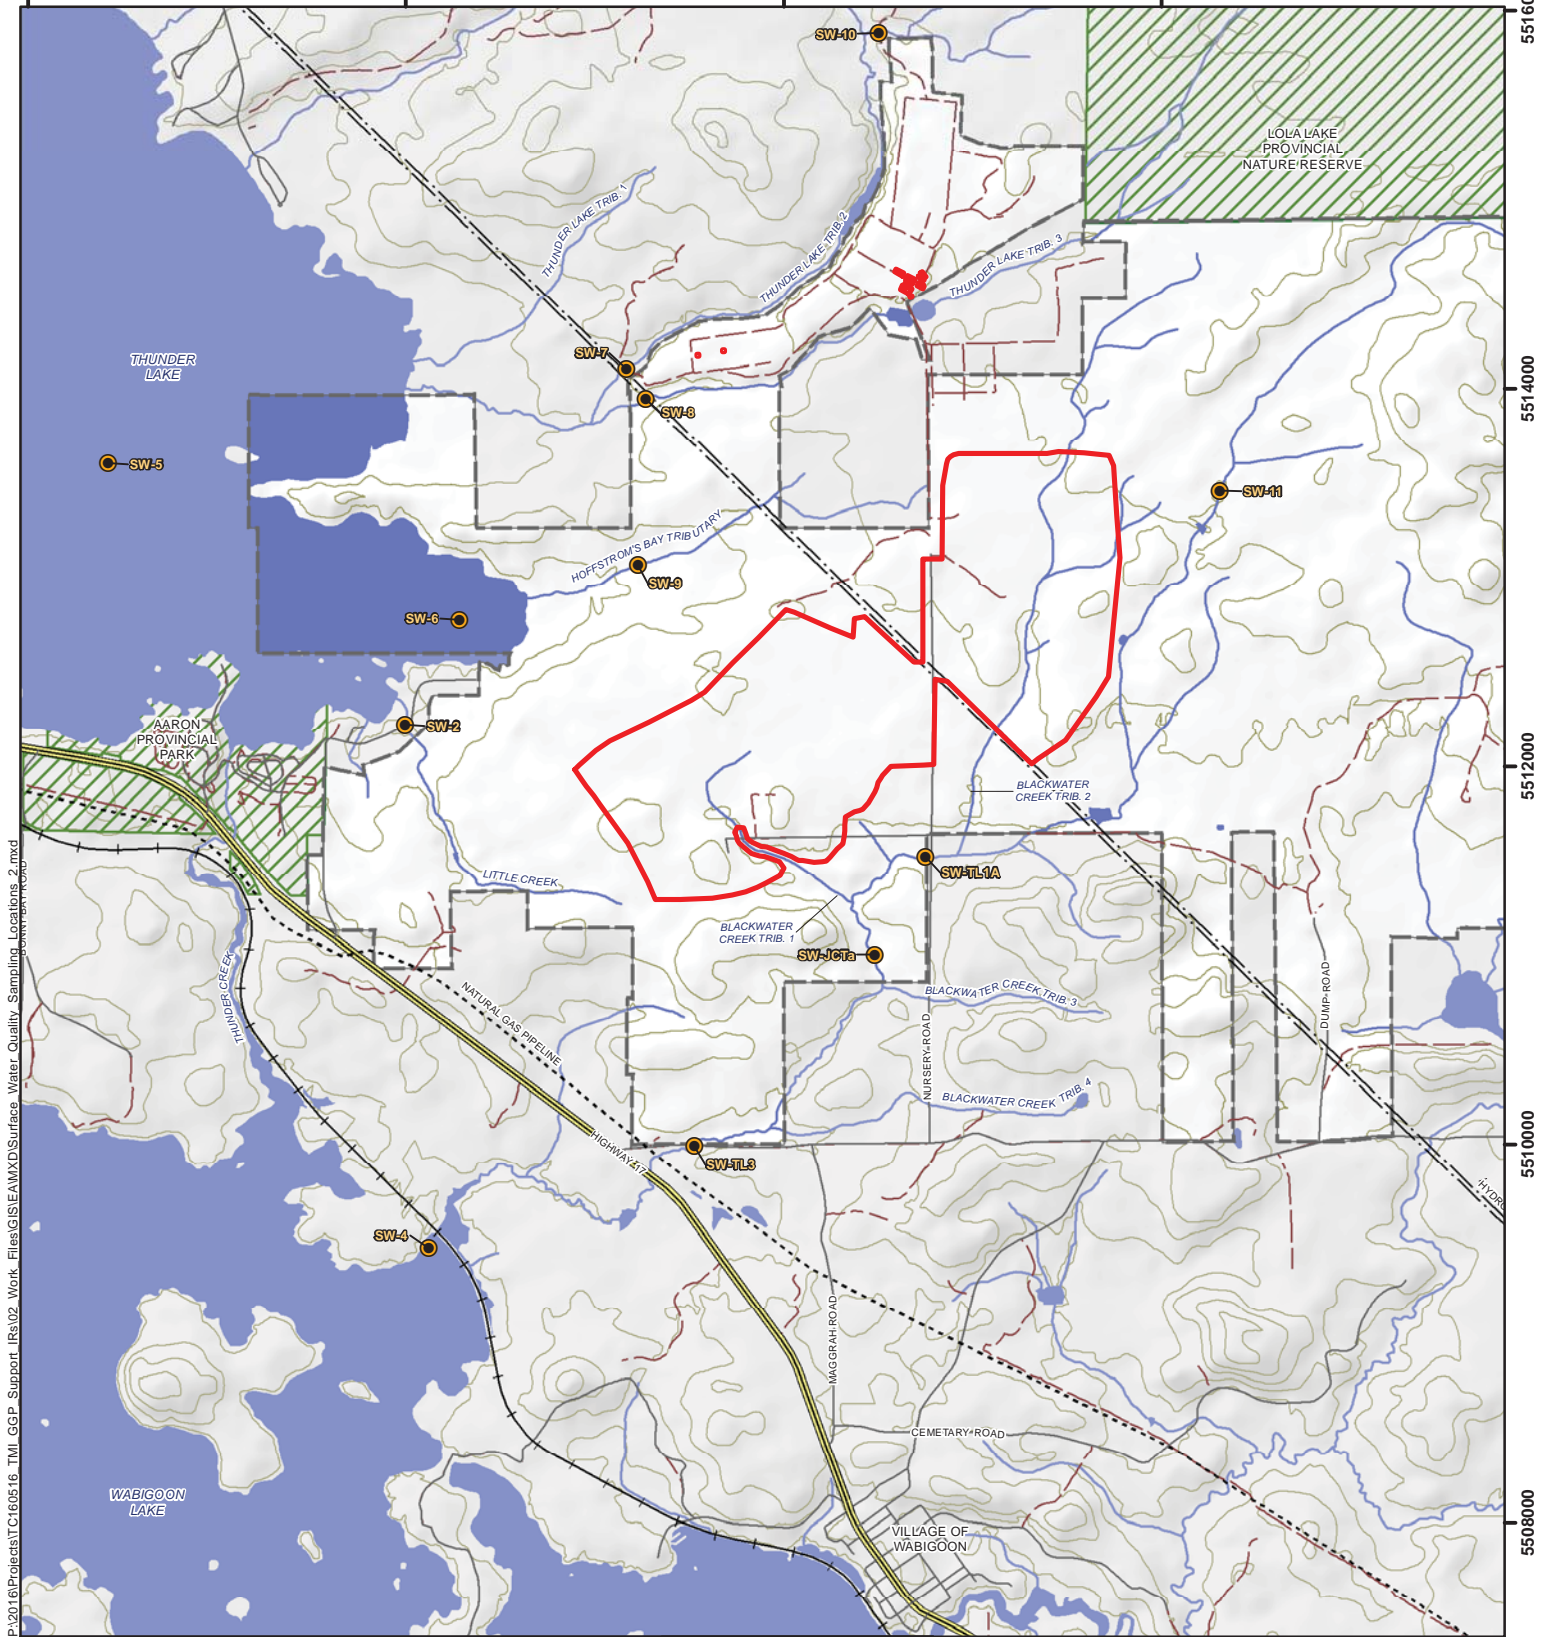 SW-10
55160
LOLA LAKE
PROVINCIAL
NATURE RESERVE
THUNDER LAKE TRIB. 1
THUNDER LAKE TRIB. 2
THUNDER LAKE TRIB. 3
THUNDER
LAKE
SW-7
SW-8
5514000
SW-5
SW-11
HOFFSTROM'S BAY TRIBUTARY
SW-9
SW-6
AARON
PROVINCIAL
PARK
SW-2
5512000
BLACKWATER
CREEK TRIB. 2
LITTLE CREEK
SW-TL1A
BLACKWATER
CREEK TRIB. 1
SW-JCTa
THUNDER CREEK
NATURAL GAS PIPELINE
BLACKWATER CREEK TRIB. 3
DUMP ROAD
NURSERY ROAD
BLACKWATER CREEK TRIB. 4
HIGHWAY 17
SW-TL3
5510000
HYDRO
SW-4
MAGGRAH ROAD
CEMETARY ROAD
WABIGOON
LAKE
VILLAGE OF
WABIGOON
5508000
P:\2016\Projects\TC160516_TMI_GGP_Support_IRs\02_Work_Files\GIS\EA\MXD\Surface_Water_Quality_Sampling_Locations_2.mxd